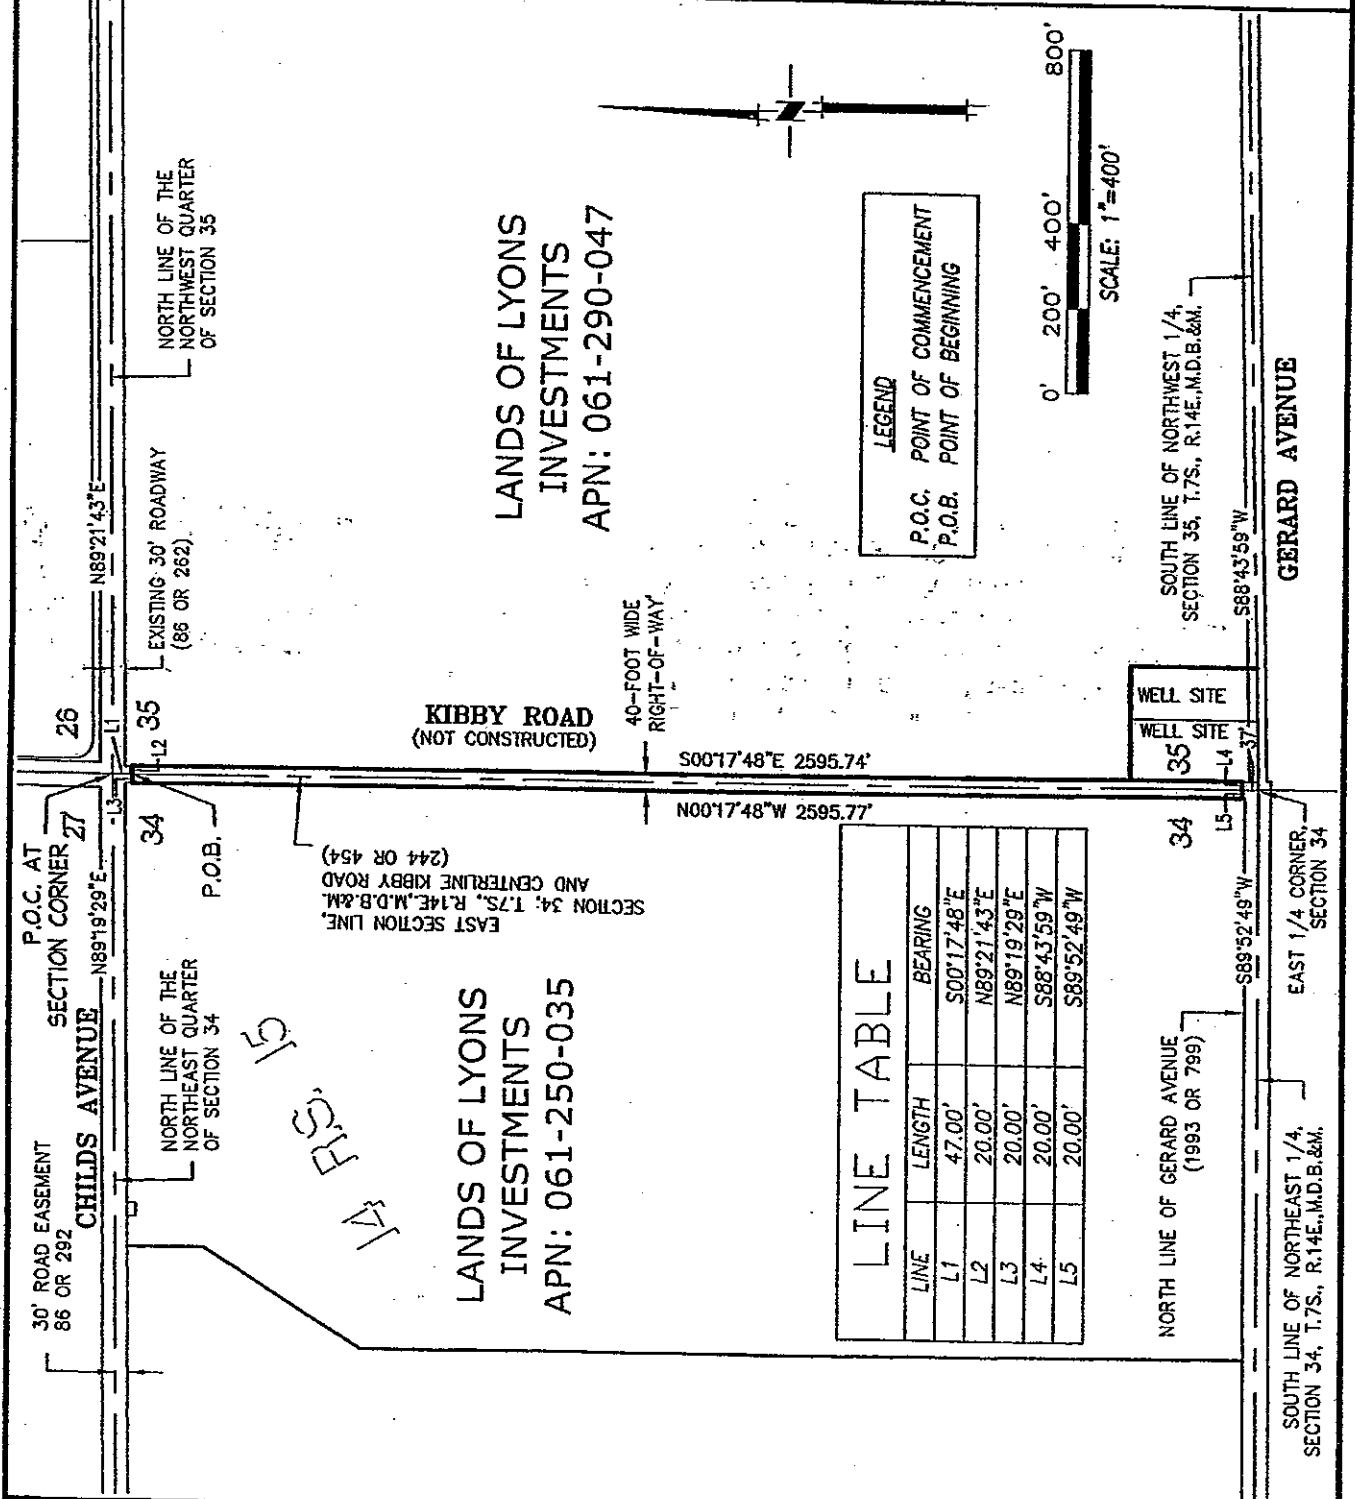 30' ROAD EASEMENT
86 OR 292
CHILDS AVENUE
P.O.C. AT
SECTION CORNER
N89°19'29"E
27
26
34
35
L3
L1
L2
P.O.B.
NORTH LINE OF THE
NORTHEAST QUARTER
OF SECTION 34
N89°21'43"E
EXISTING 30' ROADWAY
(86 OR 262)
NORTH LINE OF THE
NORTHWEST QUARTER
OF SECTION 35
KIBBY ROAD
(NOT CONSTRUCTED)
40-FOOT WIDE
RIGHT-OF-WAY
S00°17'48"E 2595.74'
N00°17'48"W 2595.77'
EAST SECTION LINE,
SECTION 34; T.7S., R.14E.,M.D.B.&M.
AND CENTERLINE KIBBY ROAD
(244 OR 454)
LANDS OF LYONS
INVESTMENTS
APN: 061-250-035
LANDS OF LYONS
INVESTMENTS
APN: 061-290-047
LEGEND
P.O.C. POINT OF COMMENCEMENT
P.O.B. POINT OF BEGINNING
0' 200' 400' 800'
SCALE: 1"=400'
LINE TABLE
LINE LENGTH BEARING
L1 47.00' S00°17'48"E
L2 20.00' N89°21'43"E
L3 20.00' N89°19'29"E
L4 20.00' S88°43'59"W
L5 20.00' S89°52'49"W
WELL SITE
WELL SITE
34
35
L5
L4
37'
NORTH LINE OF GERARD AVENUE
(1993 OR 799)
S89°52'49"W
S88°43'59"W
SOUTH LINE OF NORTHWEST 1/4,
SECTION 35, T.7S., R.14E.,M.D.B.&M.
EAST 1/4 CORNER,
SECTION 34
GERARD AVENUE
SOUTH LINE OF NORTHEAST 1/4,
SECTION 34, T.7S., R.14E.,M.D.B.&M.